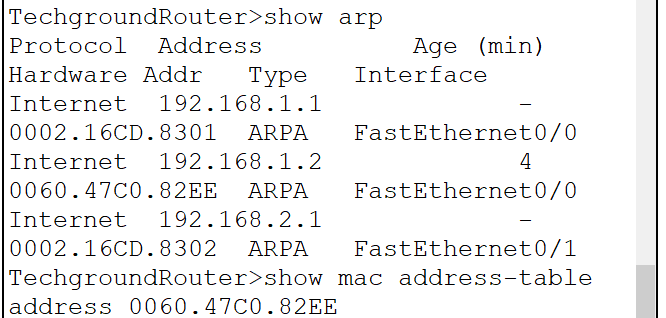 TechgroundRouter>show arp
Protocol  Address          Age (min)
Hardware Addr   Type   Interface
Internet  192.168.1.1             -
0002.16CD.8301  ARPA   FastEthernet0/0
Internet  192.168.1.2             4
0060.47C0.82EE  ARPA   FastEthernet0/0
Internet  192.168.2.1             -
0002.16CD.8302  ARPA   FastEthernet0/1
TechgroundRouter>show mac address-table
address 0060.47C0.82EE